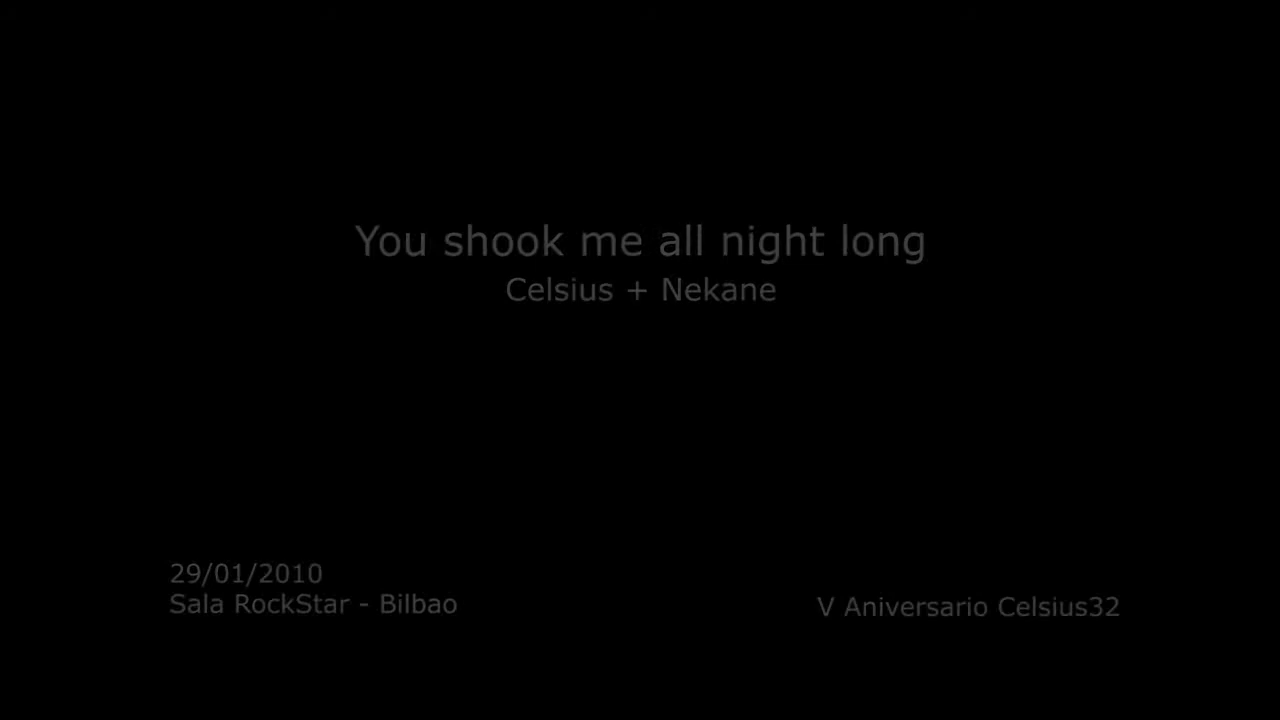 You shook me all night long
Celsius + Nekane
29/01/2010
Sala RockStar - Bilbao
V Aniversario Celsius32